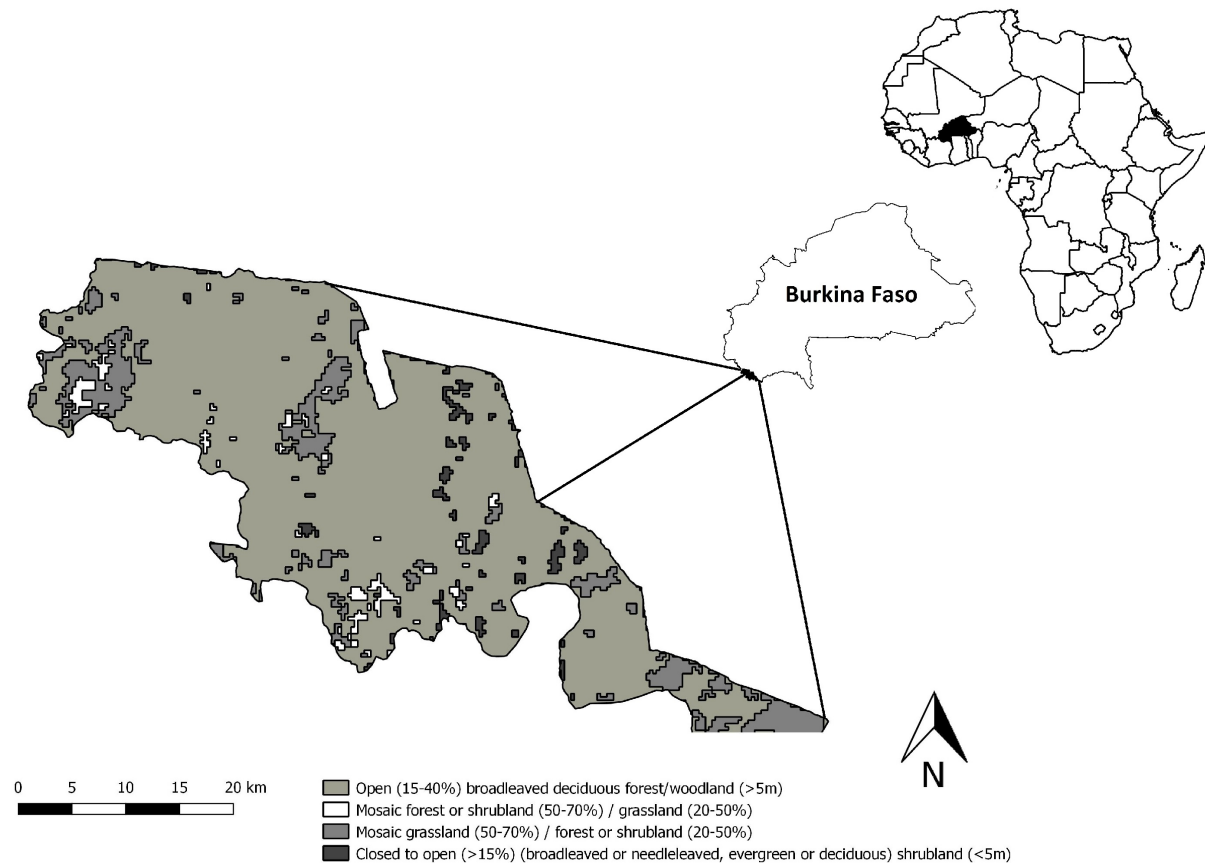 Burkina Faso
N
0 5 10 15 20 km
Open (15-40%) broadleaved deciduous forest/woodland (>5m)
Mosaic forest or shrubland (50-70%) / grassland (20-50%)
Mosaic grassland (50-70%) / forest or shrubland (20-50%)
Closed to open (>15%) (broadleaved or needleleaved, evergreen or deciduous) shrubland (<5m)